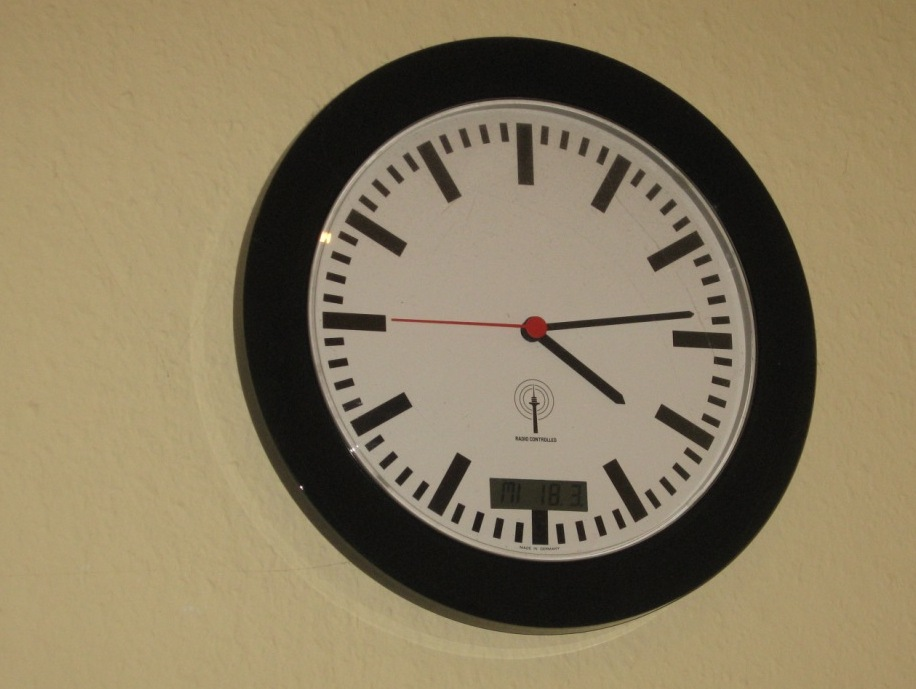 RADIO CONTROLLED
MI 18.3.
MADE IN GERMANY